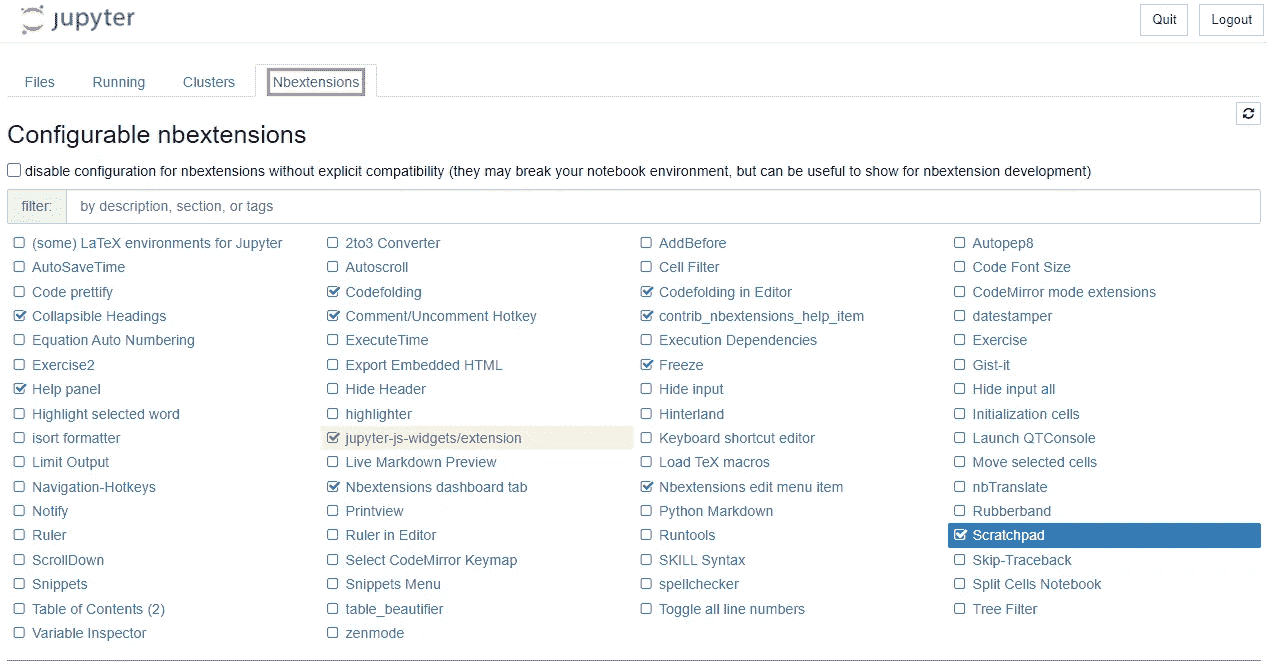 jupyter
Quit Logout
Files Running Clusters Nbextensions
Configurable nbextensions
disable configuration for nbextensions without explicit compatibility (they may break your notebook environment, but can be useful to show for nbextension development)
filter: by description, section, or tags
(some) LaTeX environments for Jupyter 2to3 Converter AddBefore Autopep8
AutoSaveTime Autoscroll Cell Filter Code Font Size
Code prettify Codefolding Codefolding in Editor CodeMirror mode extensions
Collapsible Headings Comment/Uncomment Hotkey contrib_nbextensions_help_item datestamper
Equation Auto Numbering ExecuteTime Execution Dependencies Exercise
Exercise2 Export Embedded HTML Freeze Gist-it
Help panel Hide Header Hide input Hide input all
Highlight selected word highlighter Hinterland Initialization cells
isort formatter jupyter-js-widgets/extension Keyboard shortcut editor Launch QTConsole
Limit Output Live Markdown Preview Load TeX macros Move selected cells
Navigation-Hotkeys Nbextensions dashboard tab Nbextensions edit menu item nbTranslate
Notify Printview Python Markdown Rubberband
Ruler Ruler in Editor Runtools Scratchpad
ScrollDown Select CodeMirror Keymap SKILL Syntax Skip-Traceback
Snippets Snippets Menu spellchecker Split Cells Notebook
Table of Contents (2) table_beautifier Toggle all line numbers Tree Filter
Variable Inspector zenmode